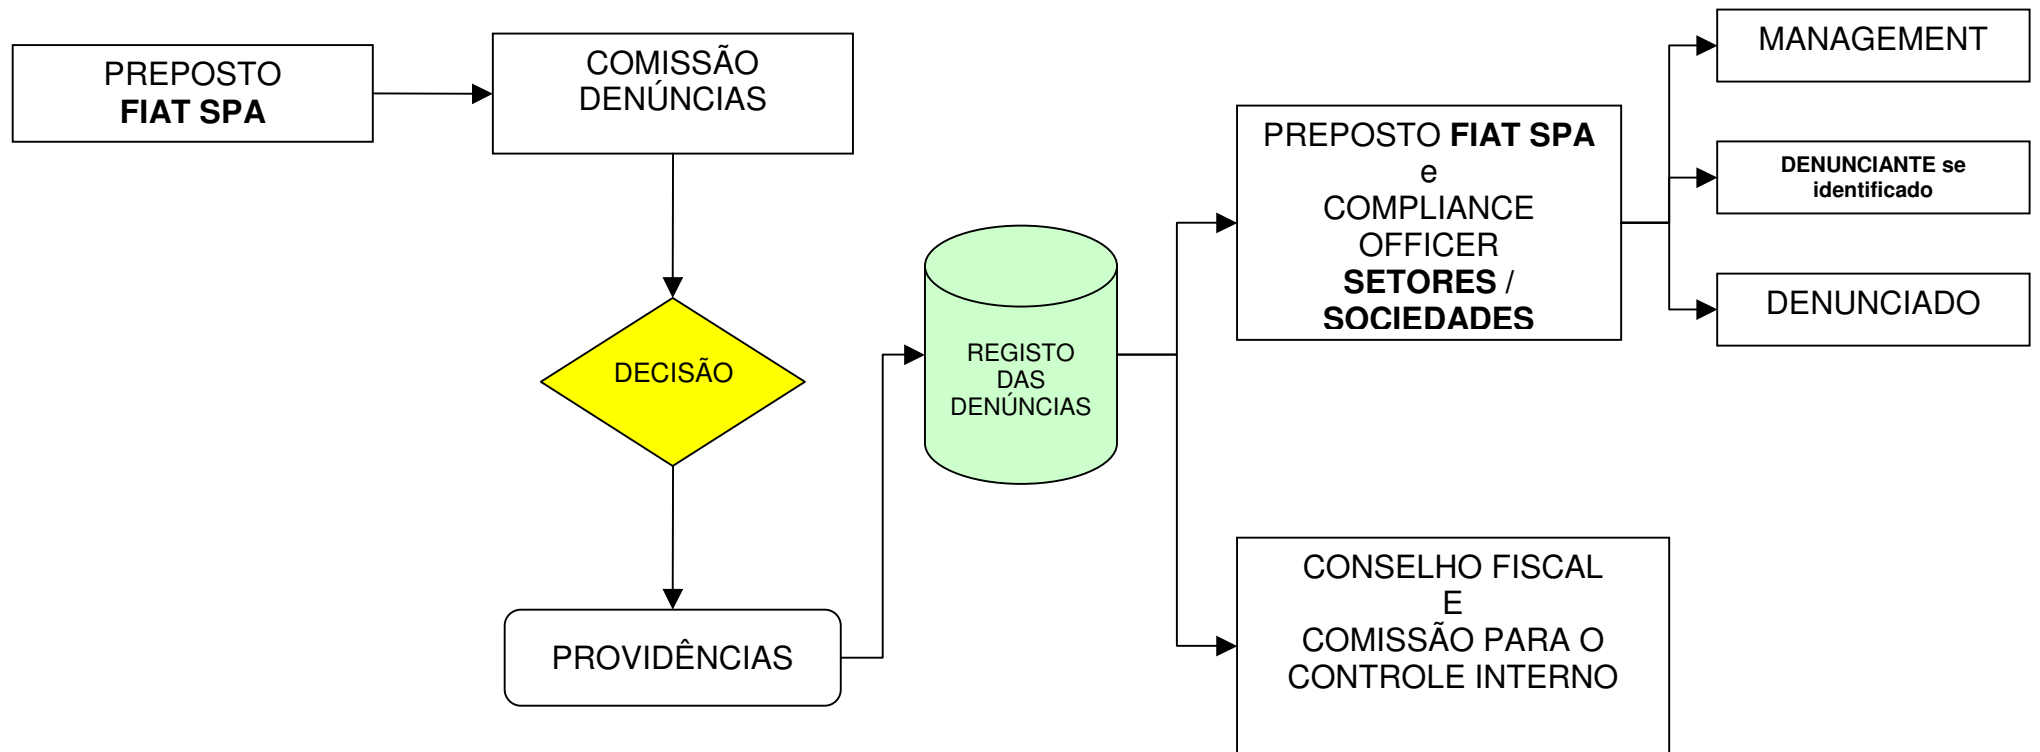 PREPOSTO
FIAT SPA
COMISSÃO
DENÚNCIAS
DECISÃO
PROVIDÊNCIAS
REGISTO
DAS
DENÚNCIAS
PREPOSTO FIAT SPA
e
COMPLIANCE
OFFICER
SETORES /
SOCIEDADES
MANAGEMENT
DENUNCIANTE se
identificado
DENUNCIADO
CONSELHO FISCAL
E
COMISSÃO PARA O
CONTROLE INTERNO